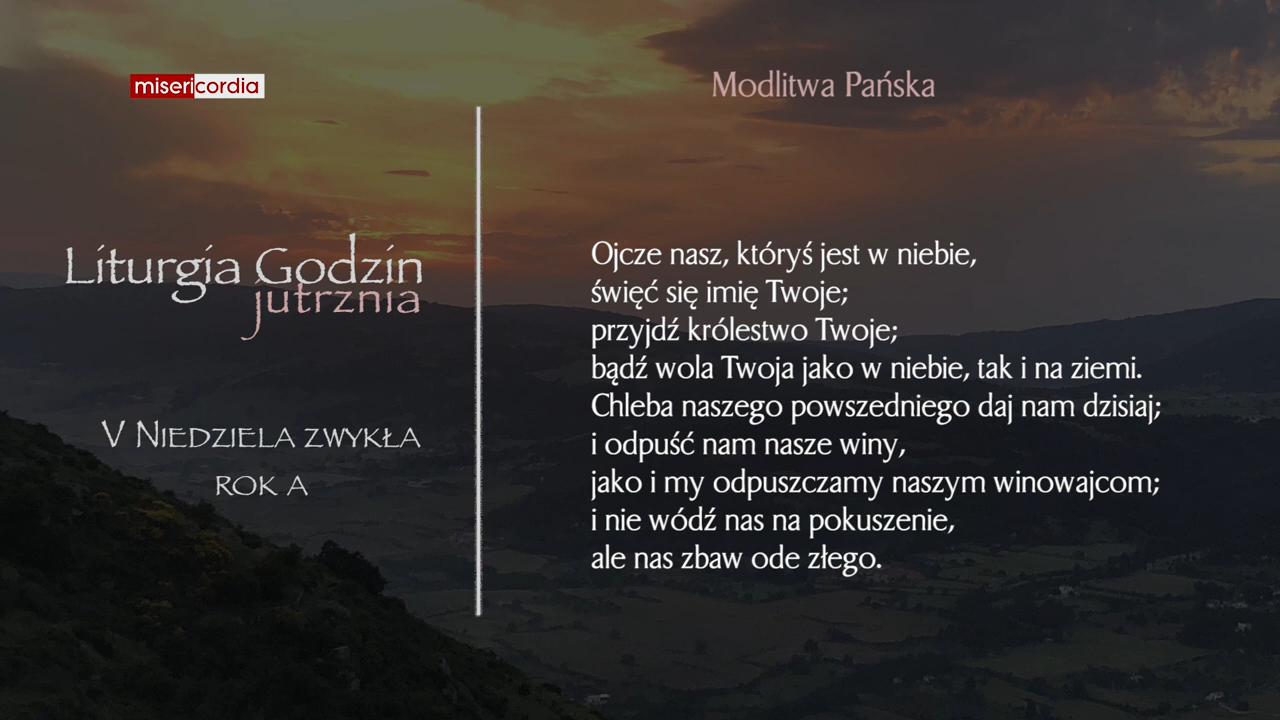 misericordia
Liturgia Godzin
jutrznia
V Niedziela zwykła
rok A
Modlitwa Pańska
Ojcze nasz, któryś jest w niebie,
święć się imię Twoje;
przyjdź królestwo Twoje;
bądź wola Twoja jako w niebie, tak i na ziemi.
Chleba naszego powszedniego daj nam dzisiaj;
i odpuść nam nasze winy,
jako i my odpuszczamy naszym winowajcom;
i nie wódź nas na pokuszenie,
ale nas zbaw ode złego.